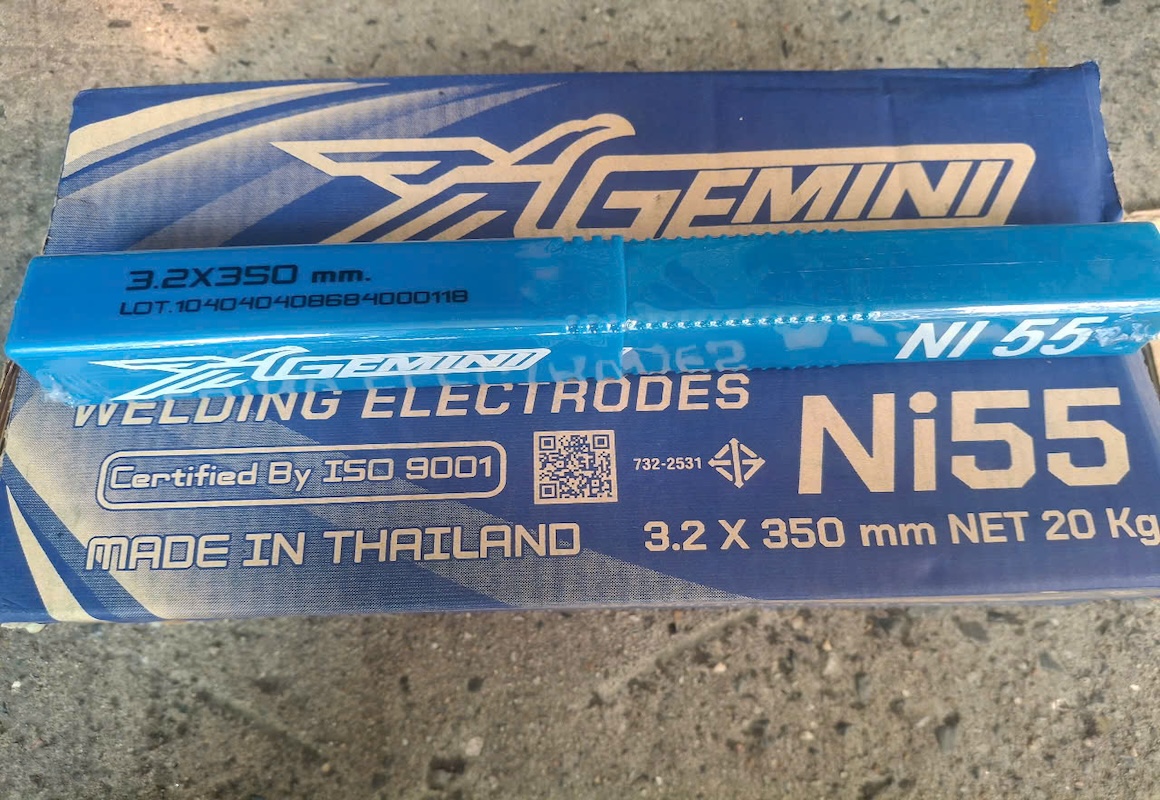 GEMINI
3.2X350 mm.
LOT.104040408684000118
GEMINI
NI 55
WELDING ELECTRODES
Ni55
Certified By ISO 9001
732-2531
MADE IN THAILAND
3.2 X 350 mm NET 20 Kg